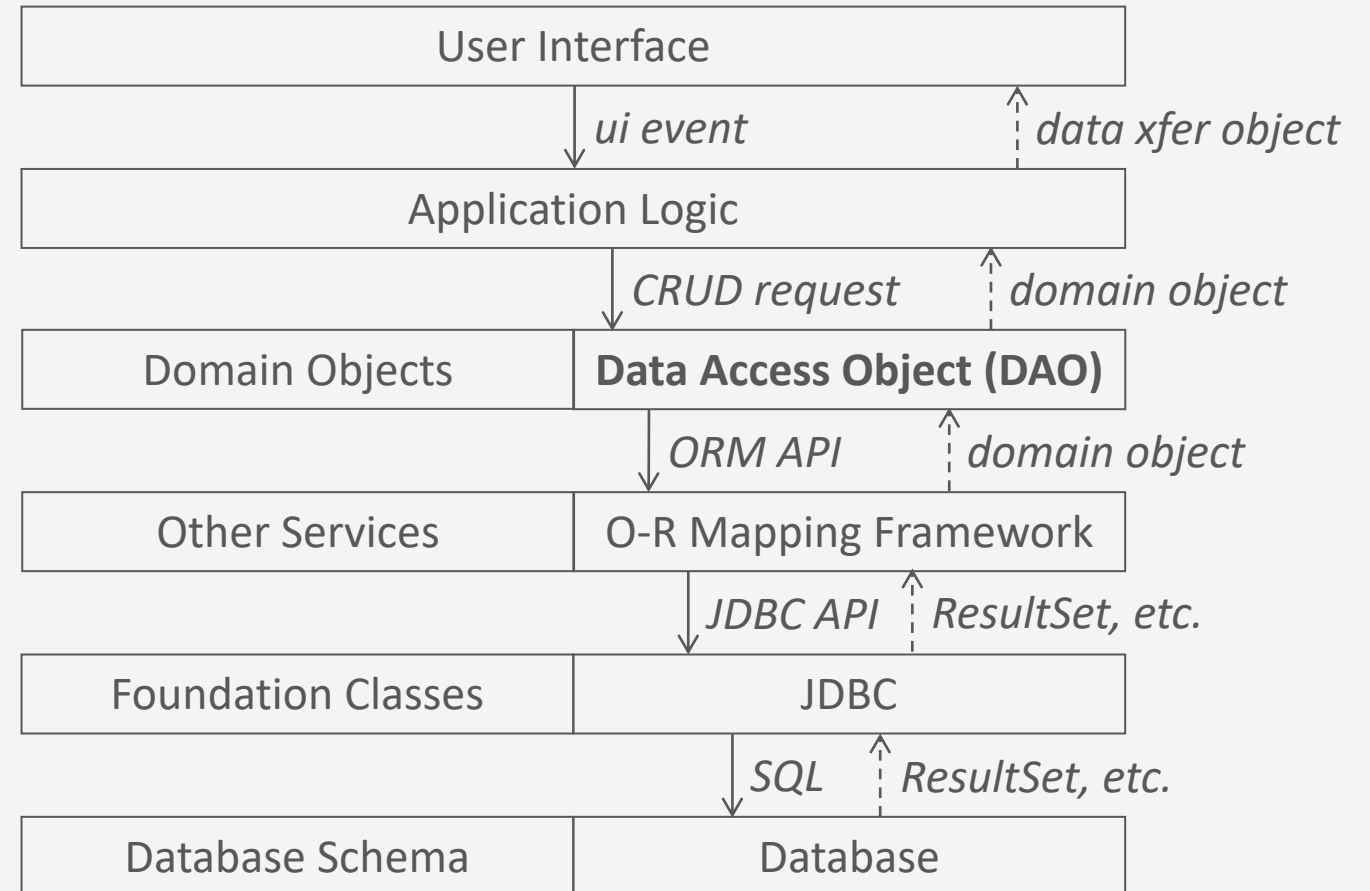 User Interface
ui event
data xfer object
Application Logic
CRUD request
domain object
Domain Objects
Data Access Object (DAO)
ORM API
domain object
Other Services
O-R Mapping Framework
JDBC API
ResultSet, etc.
Foundation Classes
JDBC
SQL
ResultSet, etc.
Database Schema
Database